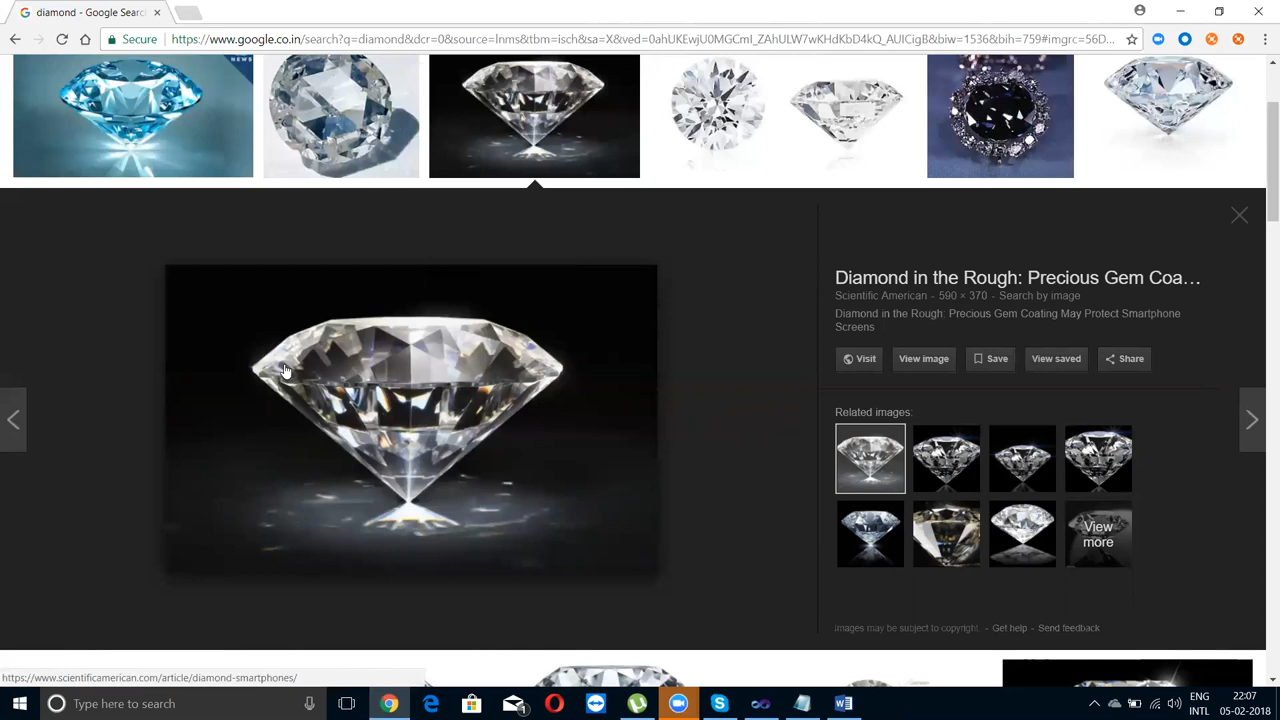 diamond - Google Searc
Secure
https://www.google.co.in/search?q=diamond&dcr=0&source=lnms&tbm=isch&sa=X&ved=0ahUKEwjU0MGCmI_ZAhULW7wKHdKbD4kQ_AUICigB&biw=1536&bih=759#imgrc=56D...
NEWS
Diamond in the Rough: Precious Gem Coa...
Scientific American - 590 × 370 - Search by image
Diamond in the Rough: Precious Gem Coating May Protect Smartphone
Screens
Visit
View image
Save
View saved
Share
Related images:
View
more
Images may be subject to copyright. - Get help - Send feedback
https://www.scientificamerican.com/article/diamond-smartphones/
Type here to search
1
ENG
INTL
22:07
05-02-2018